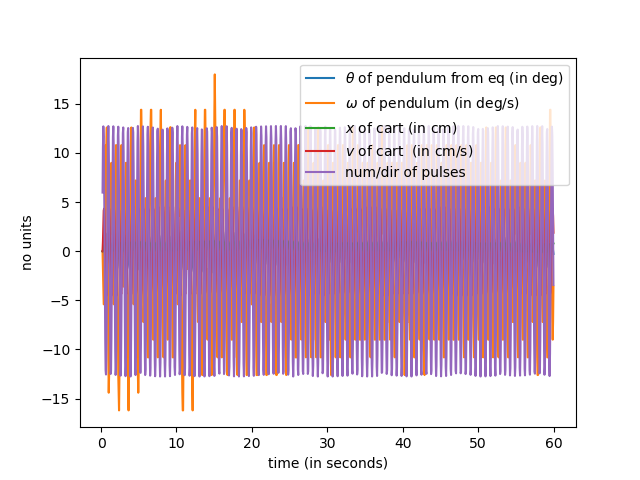 θ of pendulum from eq (in deg)
ω of pendulum (in deg/s)
x of cart (in cm)
v of cart (in cm/s)
num/dir of pulses
15
10
5
0
−5
−10
−15
no units
0 10 20 30 40 50 60
time (in seconds)